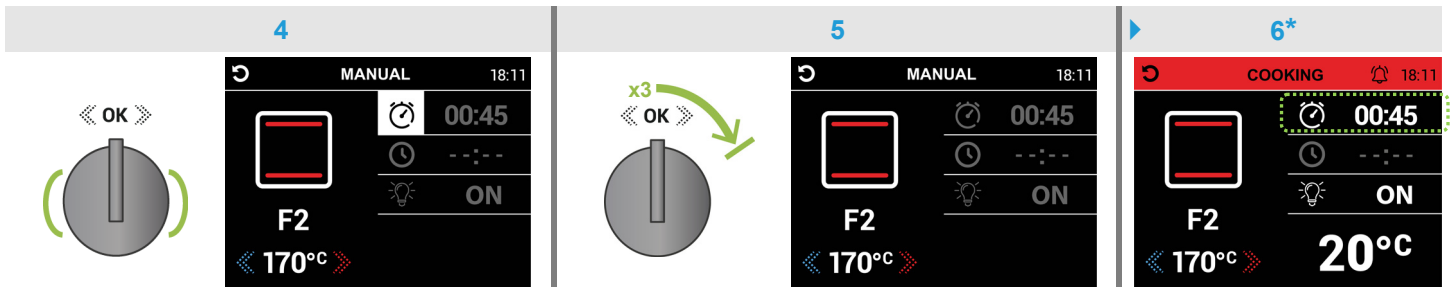 4
OK
MANUAL 18:11
00:45
--:--
ON
F2
170°C
5
x3
OK
MANUAL 18:11
00:45
--:--
ON
F2
170°C
6*
COOKING 18:11
00:45
--:--
ON
F2
170°C
20°C